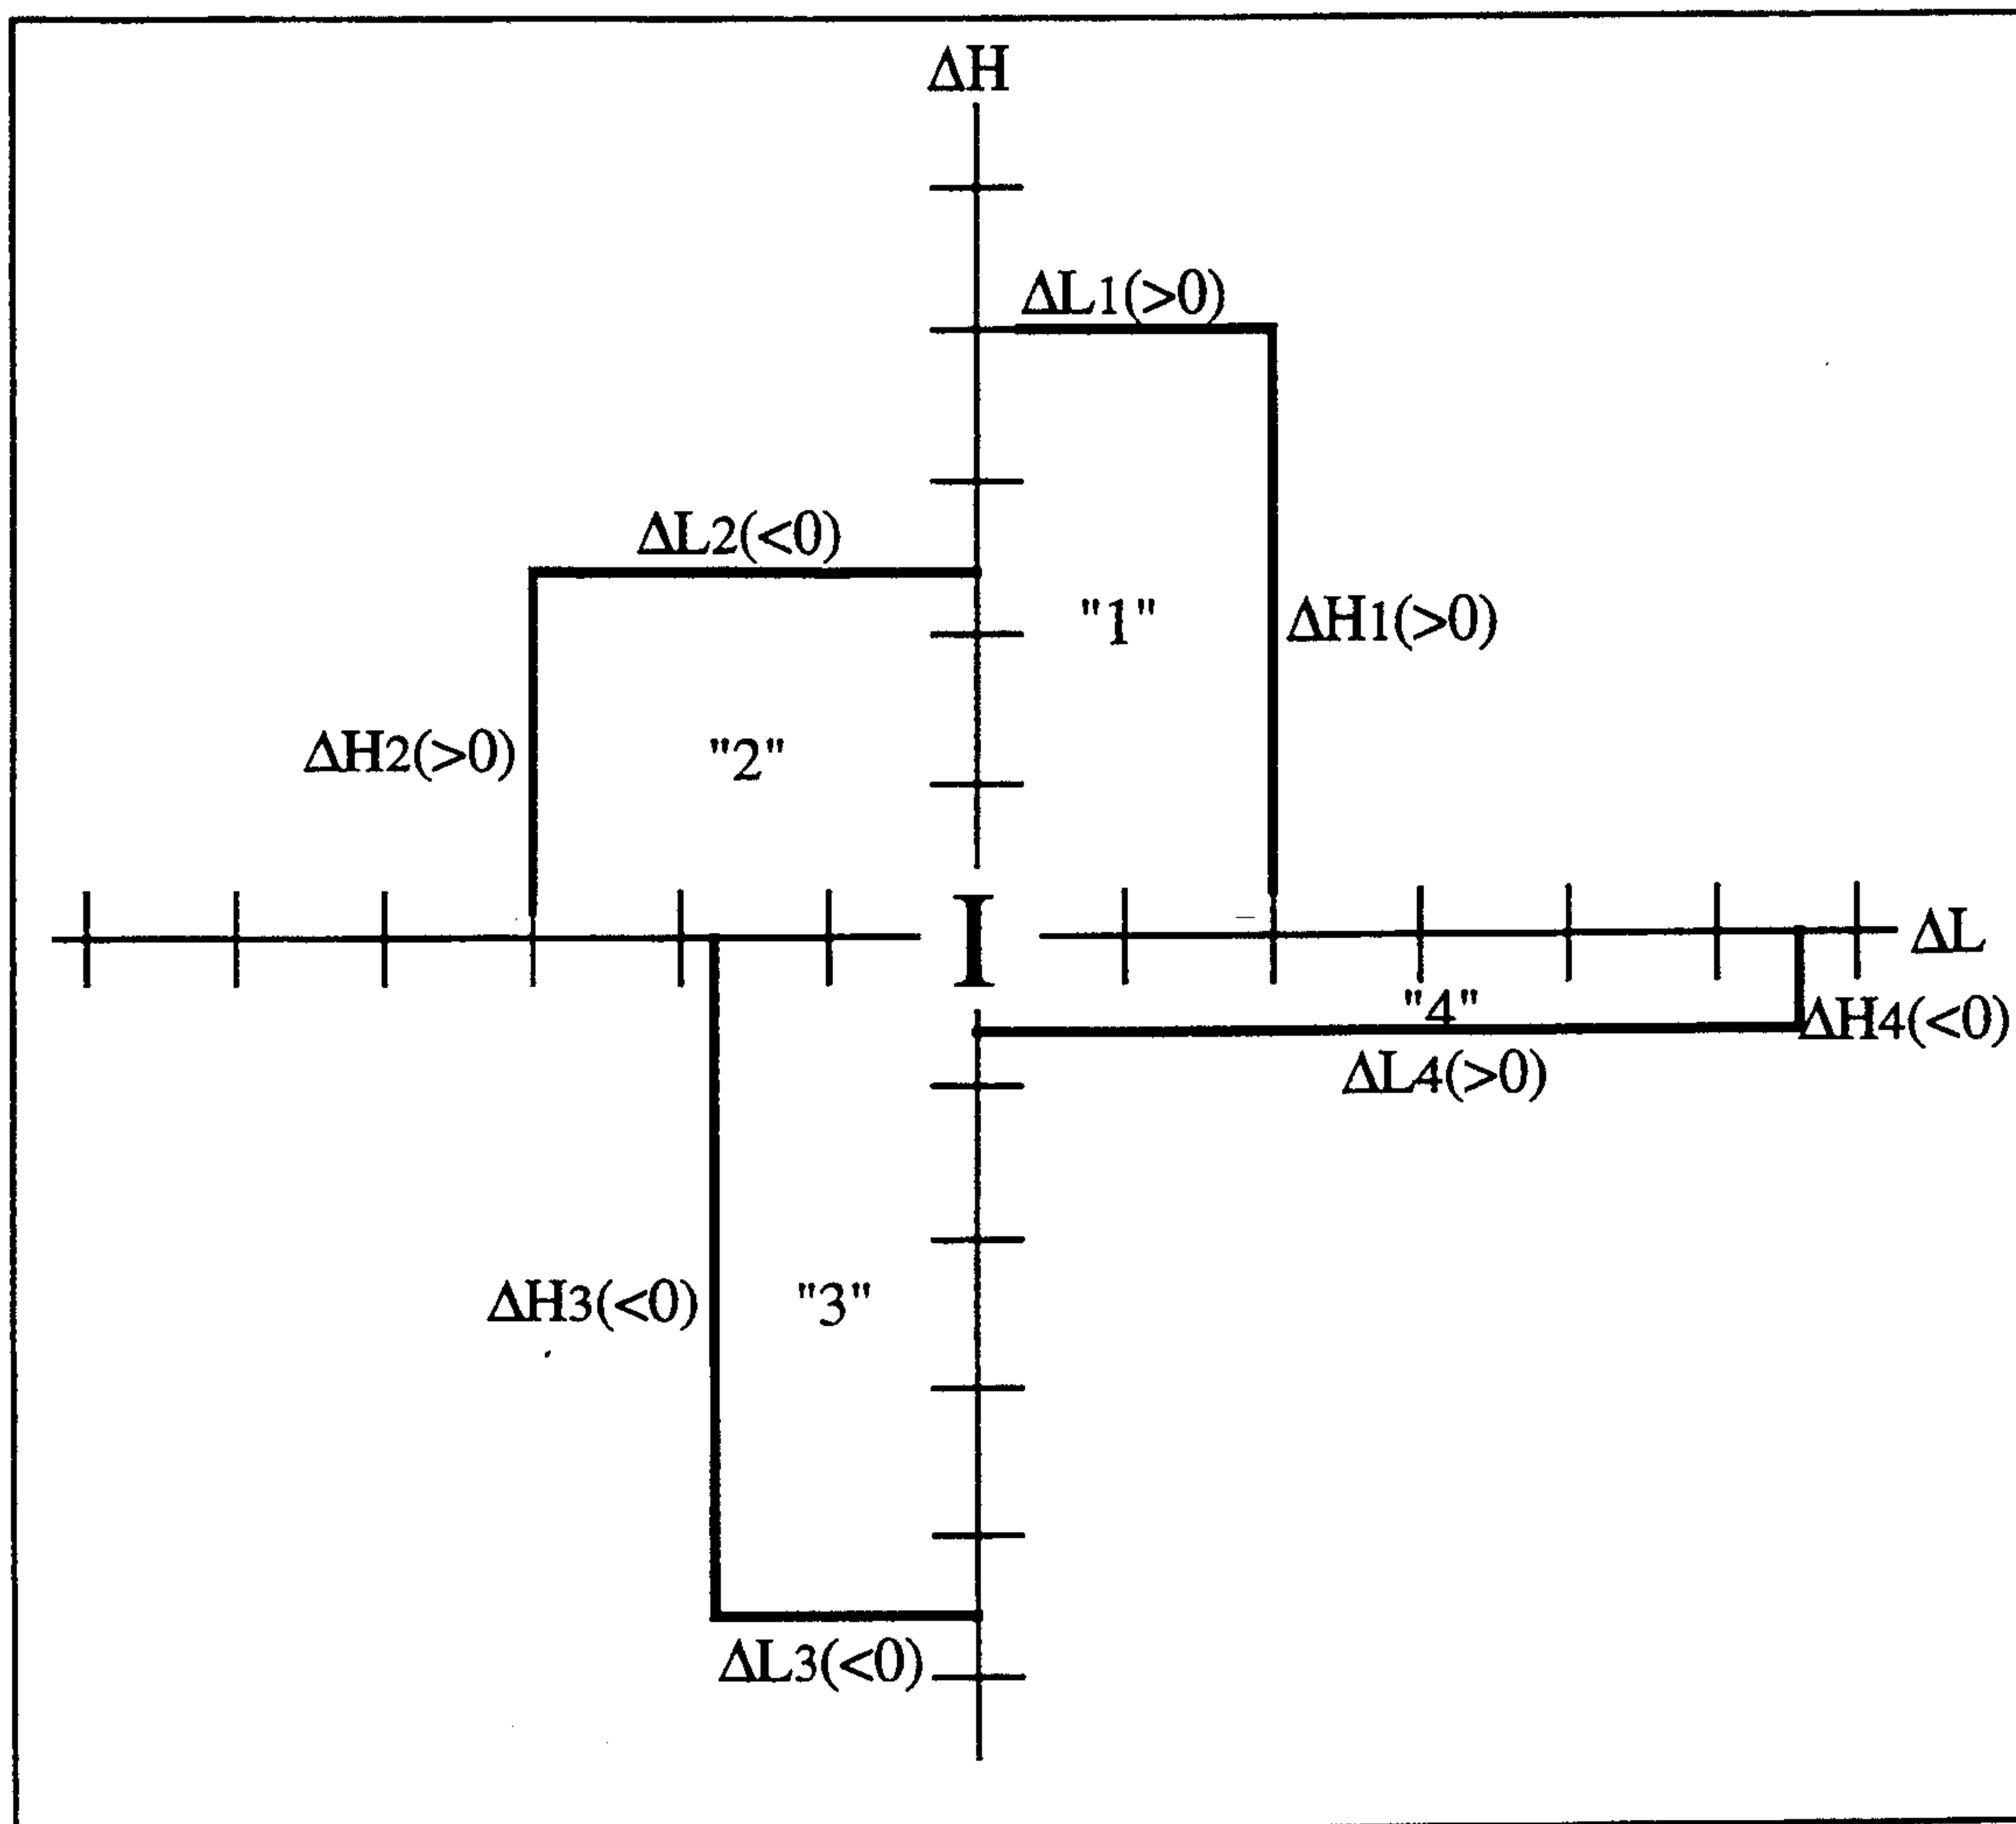 ΔH
ΔL1(>0)
ΔL2(<0)
"1"
ΔH1(>0)
ΔH2(>0)
"2"
I
ΔL
"4"
ΔH4(<0)
ΔL4(>0)
ΔH3(<0)
"3"
ΔL3(<0)